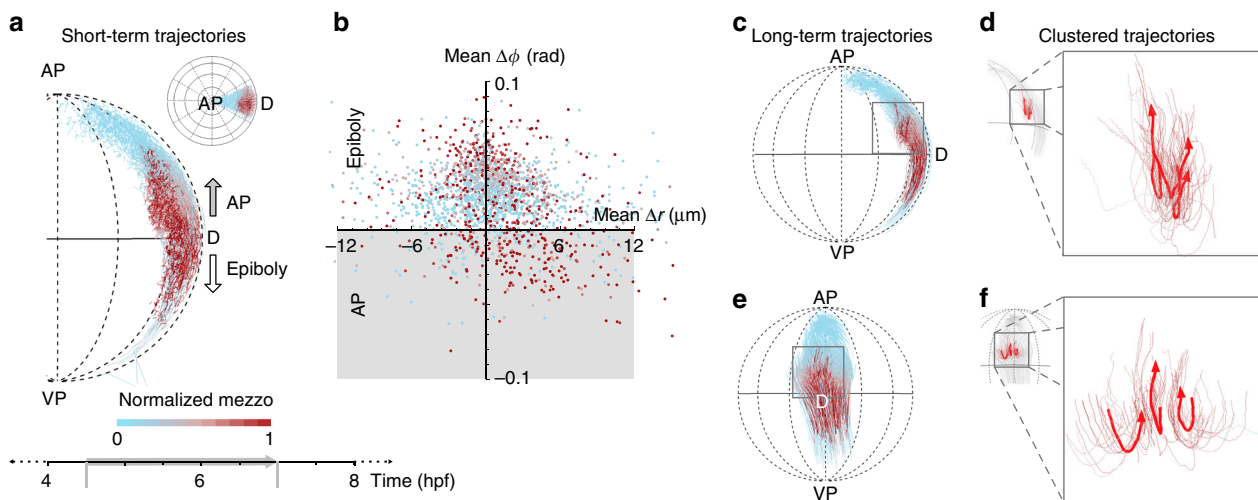 a Short-term trajectories
AP
AP D
AP
D
Epiboly
VP
Normalized mezzo
0 1
4 6 8 Time (hpf)
b
Mean Δϕ (rad)
0.1
Epiboly
Mean Δr (μm)
−12 −6 6 12
AP
−0.1
c Long-term trajectories
AP
D
VP
d Clustered trajectories
e
AP
D
VP
f